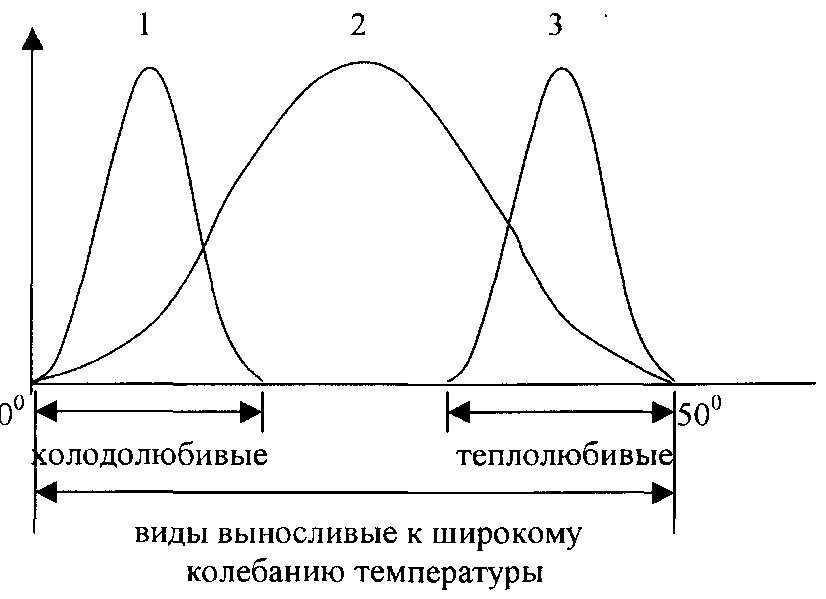 1 2 3
0⁰ 50⁰
холодолюбивые теплолюбивые
виды выносливые к широкому
колебанию температуры